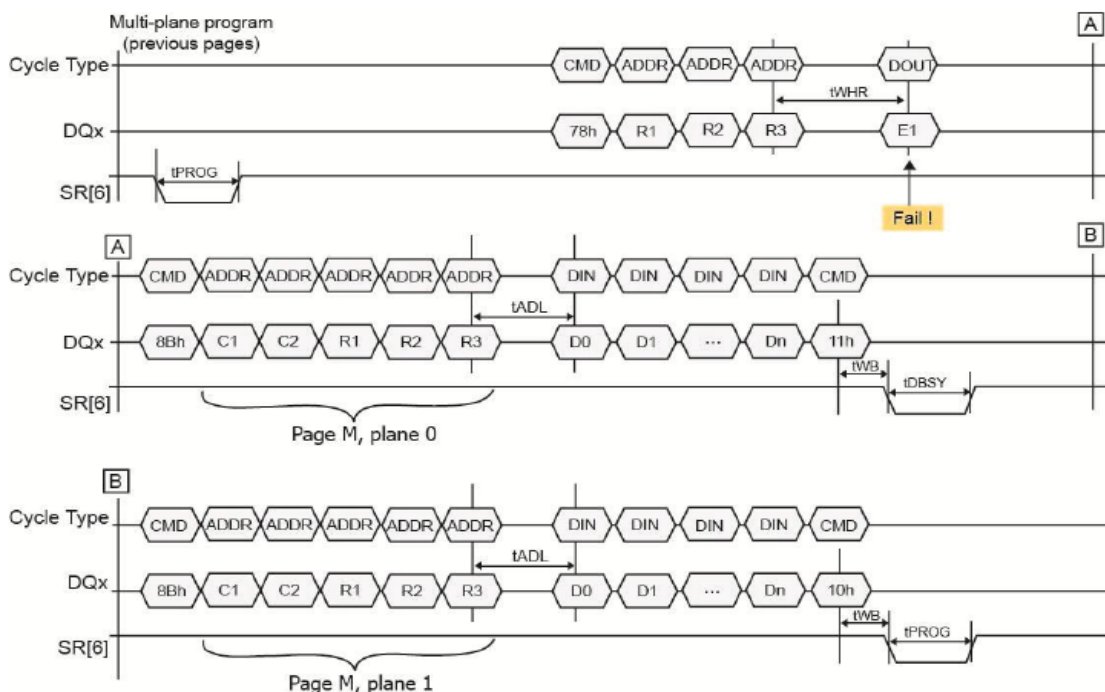 Multi-plane program
(previous pages)
A
Cycle Type CMD ADDR ADDR ADDR DOUT
tWHR
DQx 78h R1 R2 R3 E1
tPROG
SR[6]
Fail !
A B
Cycle Type CMD ADDR ADDR ADDR ADDR ADDR DIN DIN DIN DIN CMD
tADL
DQx 8Bh C1 C2 R1 R2 R3 D0 D1 ... Dn 11h
tWB tDBSY
SR[6]
Page M, plane 0
B
Cycle Type CMD ADDR ADDR ADDR ADDR ADDR DIN DIN DIN DIN CMD
tADL
DQx 8Bh C1 C2 R1 R2 R3 D0 D1 ... Dn 10h
tWB tPROG
SR[6]
Page M, plane 1